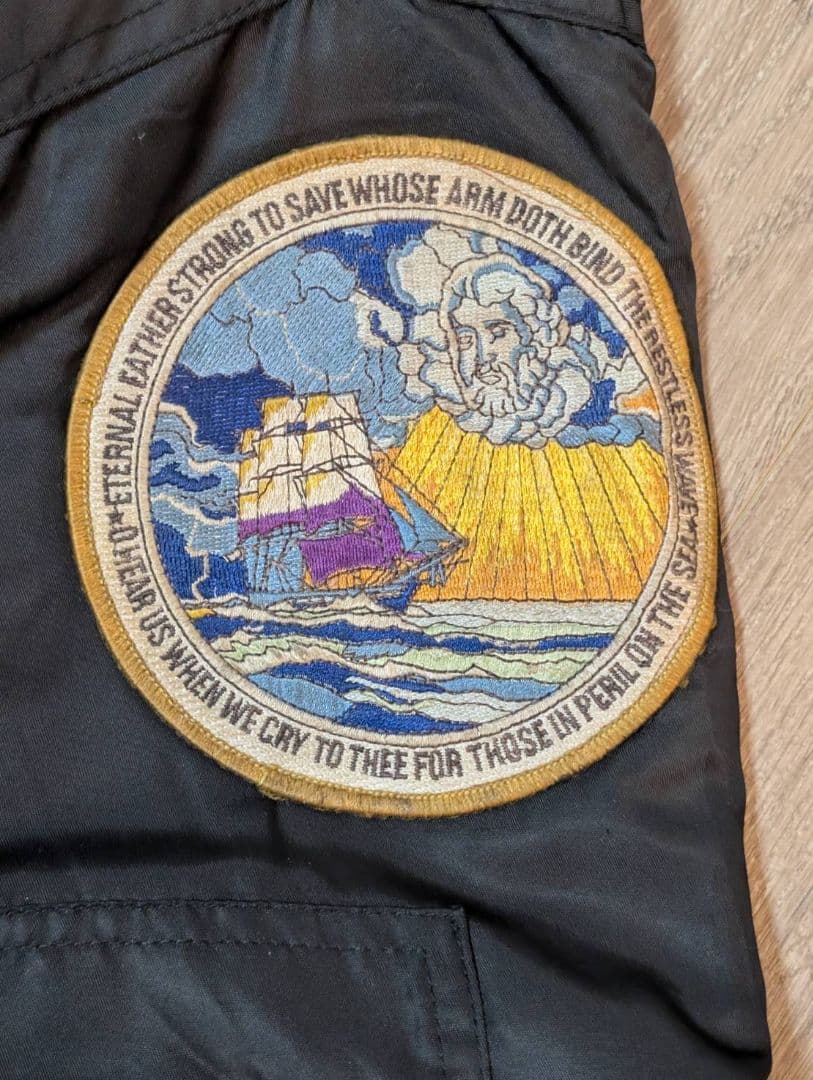 ~ETERNAL FATHER STRONG TO SAVE WHOSE ARM DOTH BIND THE RESTLESS WAVE~
O HEAR US WHEN WE CRY TO THEE FOR THOSE IN PERIL ON THE SEA